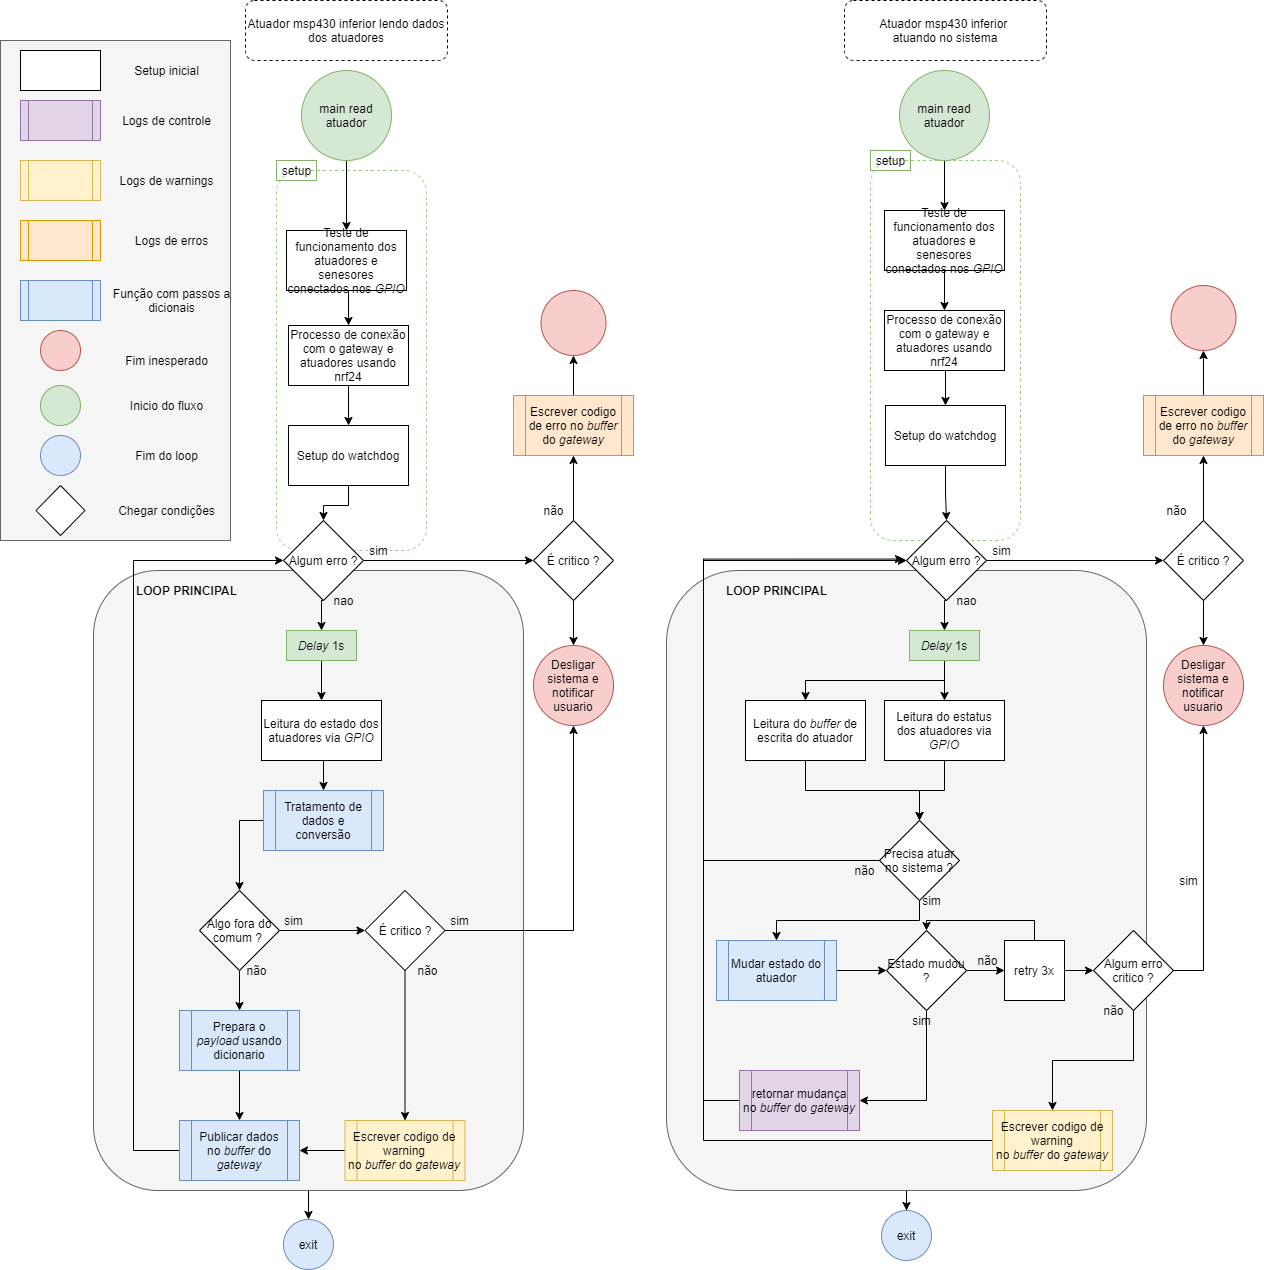 Atuador msp430 inferior lendo dados
dos atuadores
Setup inicial
Logs de controle
Logs de warnings
Logs de erros
Função com passos a
dicionais
Fim inesperado
Inicio do fluxo
Fim do loop
Chegar condições
main read
atuador
setup
Teste de
funcionamento dos
atuadores e
senesores
conectados nos GPIO
Processo de conexão
com o gateway e
atuadores usando
nrf24
Setup do watchdog
Algum erro ?
sim
nao
É critico ?
não
Escrever codigo
de erro no buffer
do gateway
Desligar
sistema e
notificar
usuario
LOOP PRINCIPAL
Delay 1s
Leitura do estado dos
atuadores via GPIO
Tratamento de
dados e
conversão
Algo fora do
comum ?
sim
É critico ?
sim
não
não
Prepara o
payload usando
dicionario
Publicar dados
no buffer do
gateway
Escrever codigo de
warning
no buffer do gateway
exit
Atuador msp430 inferior
atuando no sistema
main read
atuador
setup
Teste de
funcionamento dos
atuadores e
senesores
conectados nos GPIO
Processo de conexão
com o gateway e
atuadores usando
nrf24
Setup do watchdog
Algum erro ?
sim
nao
É critico ?
não
Escrever codigo
de erro no buffer
do gateway
Desligar
sistema e
notificar
usuario
LOOP PRINCIPAL
Delay 1s
Leitura do buffer de
escrita do atuador
Leitura do estatus
dos atuadores via
GPIO
Precisa atuar
no sistema ?
não
sim
Mudar estado do
atuador
Estado mudou
?
não
retry 3x
Algum erro
critico ?
sim
não
sim
retornar mudança
no buffer do gateway
Escrever codigo de
warning
no buffer do gateway
exit